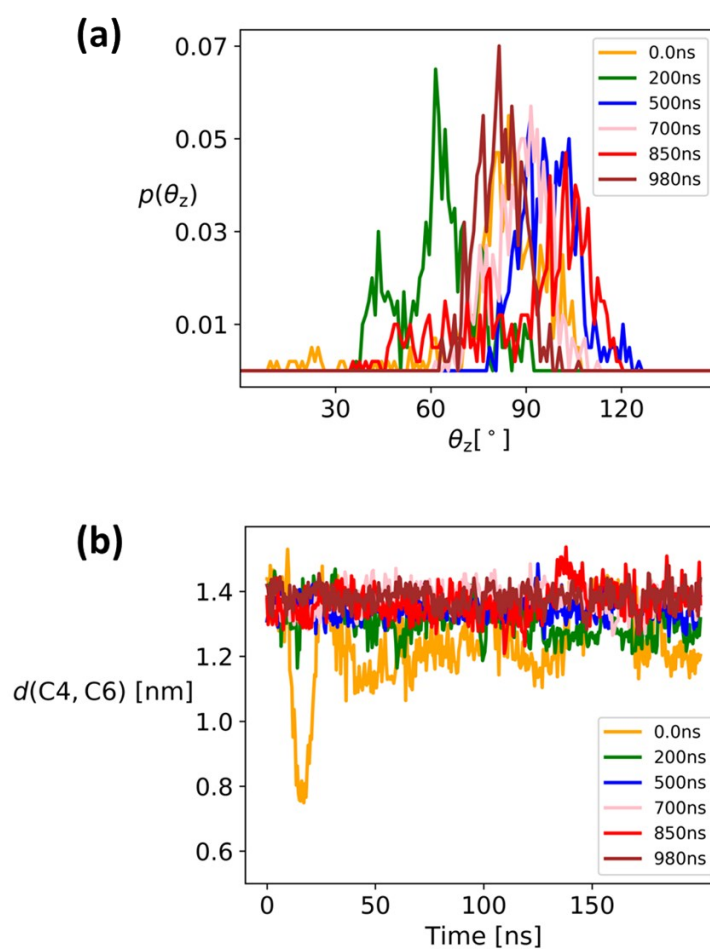 (a)
0.07
0.05
0.03
0.01
p(θz)
30 60 90 120
θz[°]
0.0ns
200ns
500ns
700ns
850ns
980ns
(b)
1.4
1.2
1.0
0.8
0.6
d(C4, C6) [nm]
0 50 100 150
Time [ns]
0.0ns
200ns
500ns
700ns
850ns
980ns